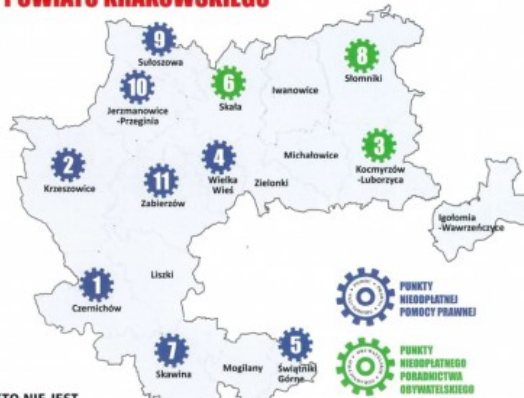 POWIATU KRAKOWSKIEGO
9
Sułoszowa
10
Jerzmanowice
-Przeginia
6
Skała
Iwanowice
8
Słomniki
2
Krzeszowice
11
Zabierzów
4
Wielka
Wieś
Zielonki
Michałowice
3
Kocmyrzów
-Luborzyca
Igołomia
-Wawrzeńczyce
1
Czernichów
Liszki
7
Skawina
Mogilany
5
Świątniki
Górne
PUNKTY
NIEODPŁATNEJ
POMOCY PRAWNEJ
PUNKTY
NIEODPŁATNEGO
PORADNICTWA
OBYWATELSKIEGO
KTO NIE JEST